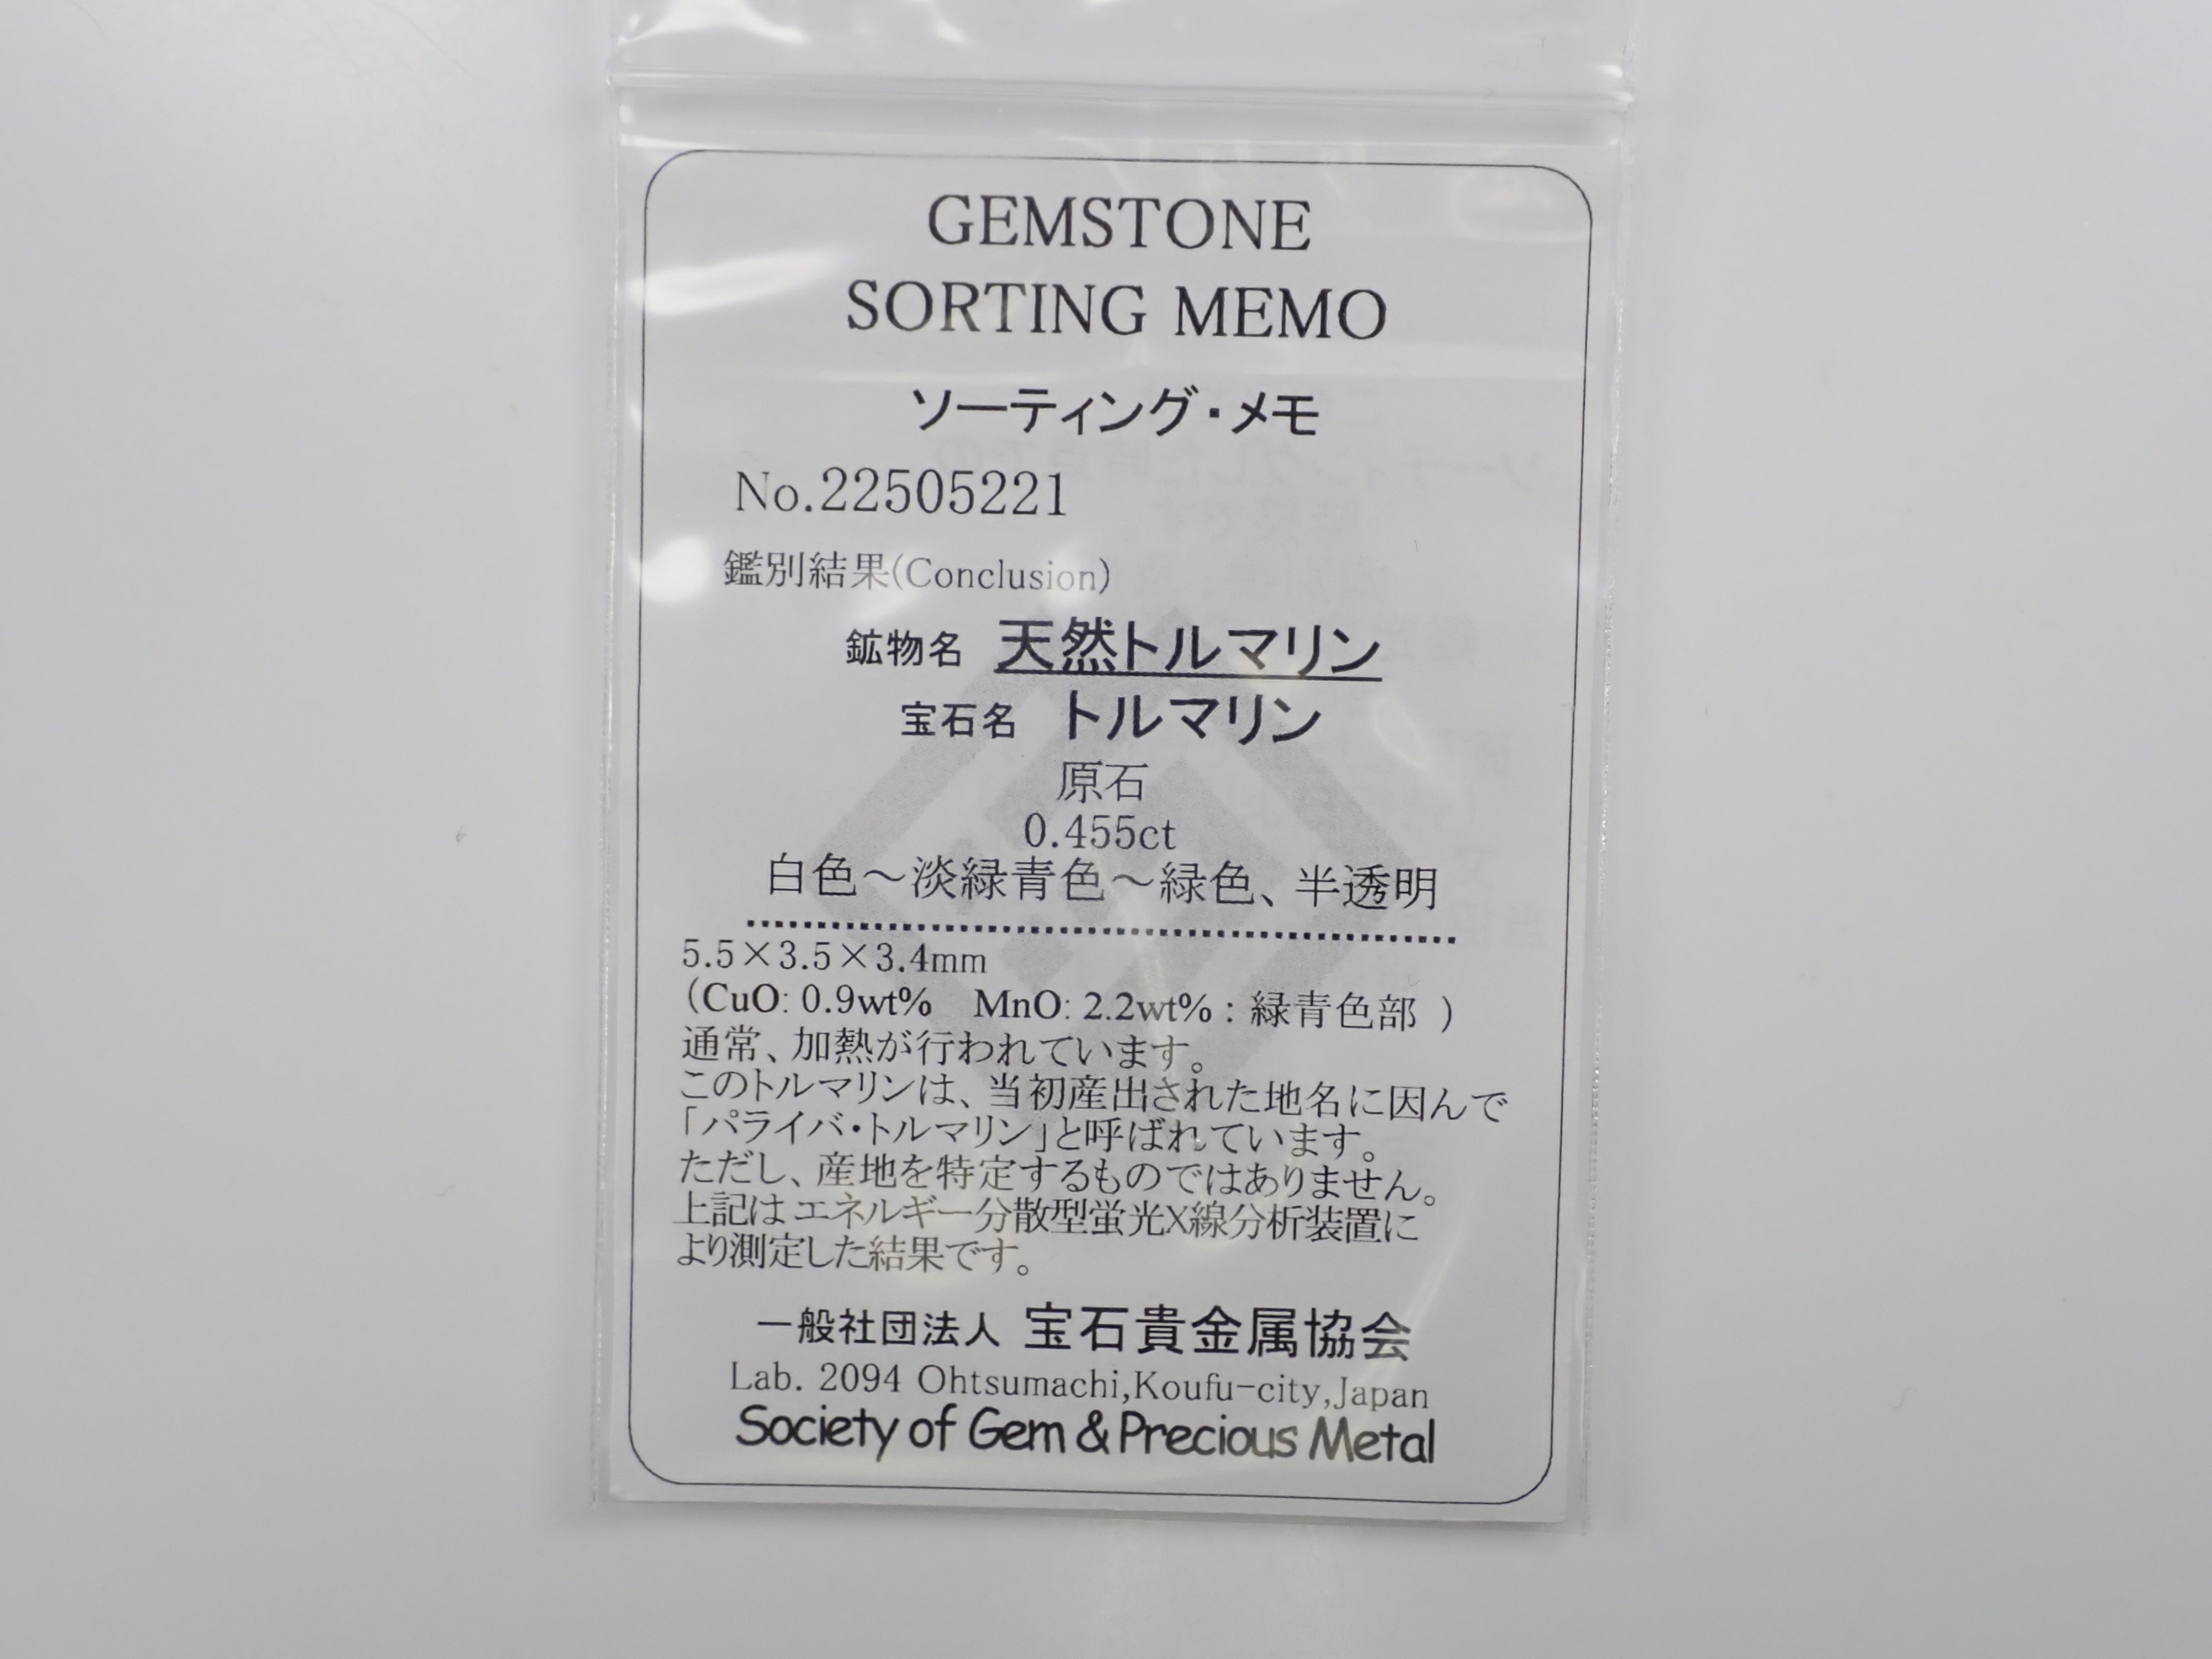 GEMSTONE
SORTING MEMO
ソーティング・メモ
No.22505221
鑑別結果(Conclusion)
鉱物名 天然トルマリン
宝石名 トルマリン
原石
0.455ct
白色～淡緑青色～緑色、半透明
5.5×3.5×3.4mm
(CuO: 0.9wt% MnO: 2.2wt% : 緑青色部 )
通常、加熱が行われています。
このトルマリンは、当初産出された地名に因んで
「パライバ・トルマリン」と呼ばれています。
ただし、産地を特定するものではありません。
上記はエネルギー分散型蛍光X線分析装置に
より測定した結果です。
一般社団法人 宝石貴金属協会
Lab. 2094 Ohtsumachi,Koufu-city,Japan
Society of Gem & Precious Metal